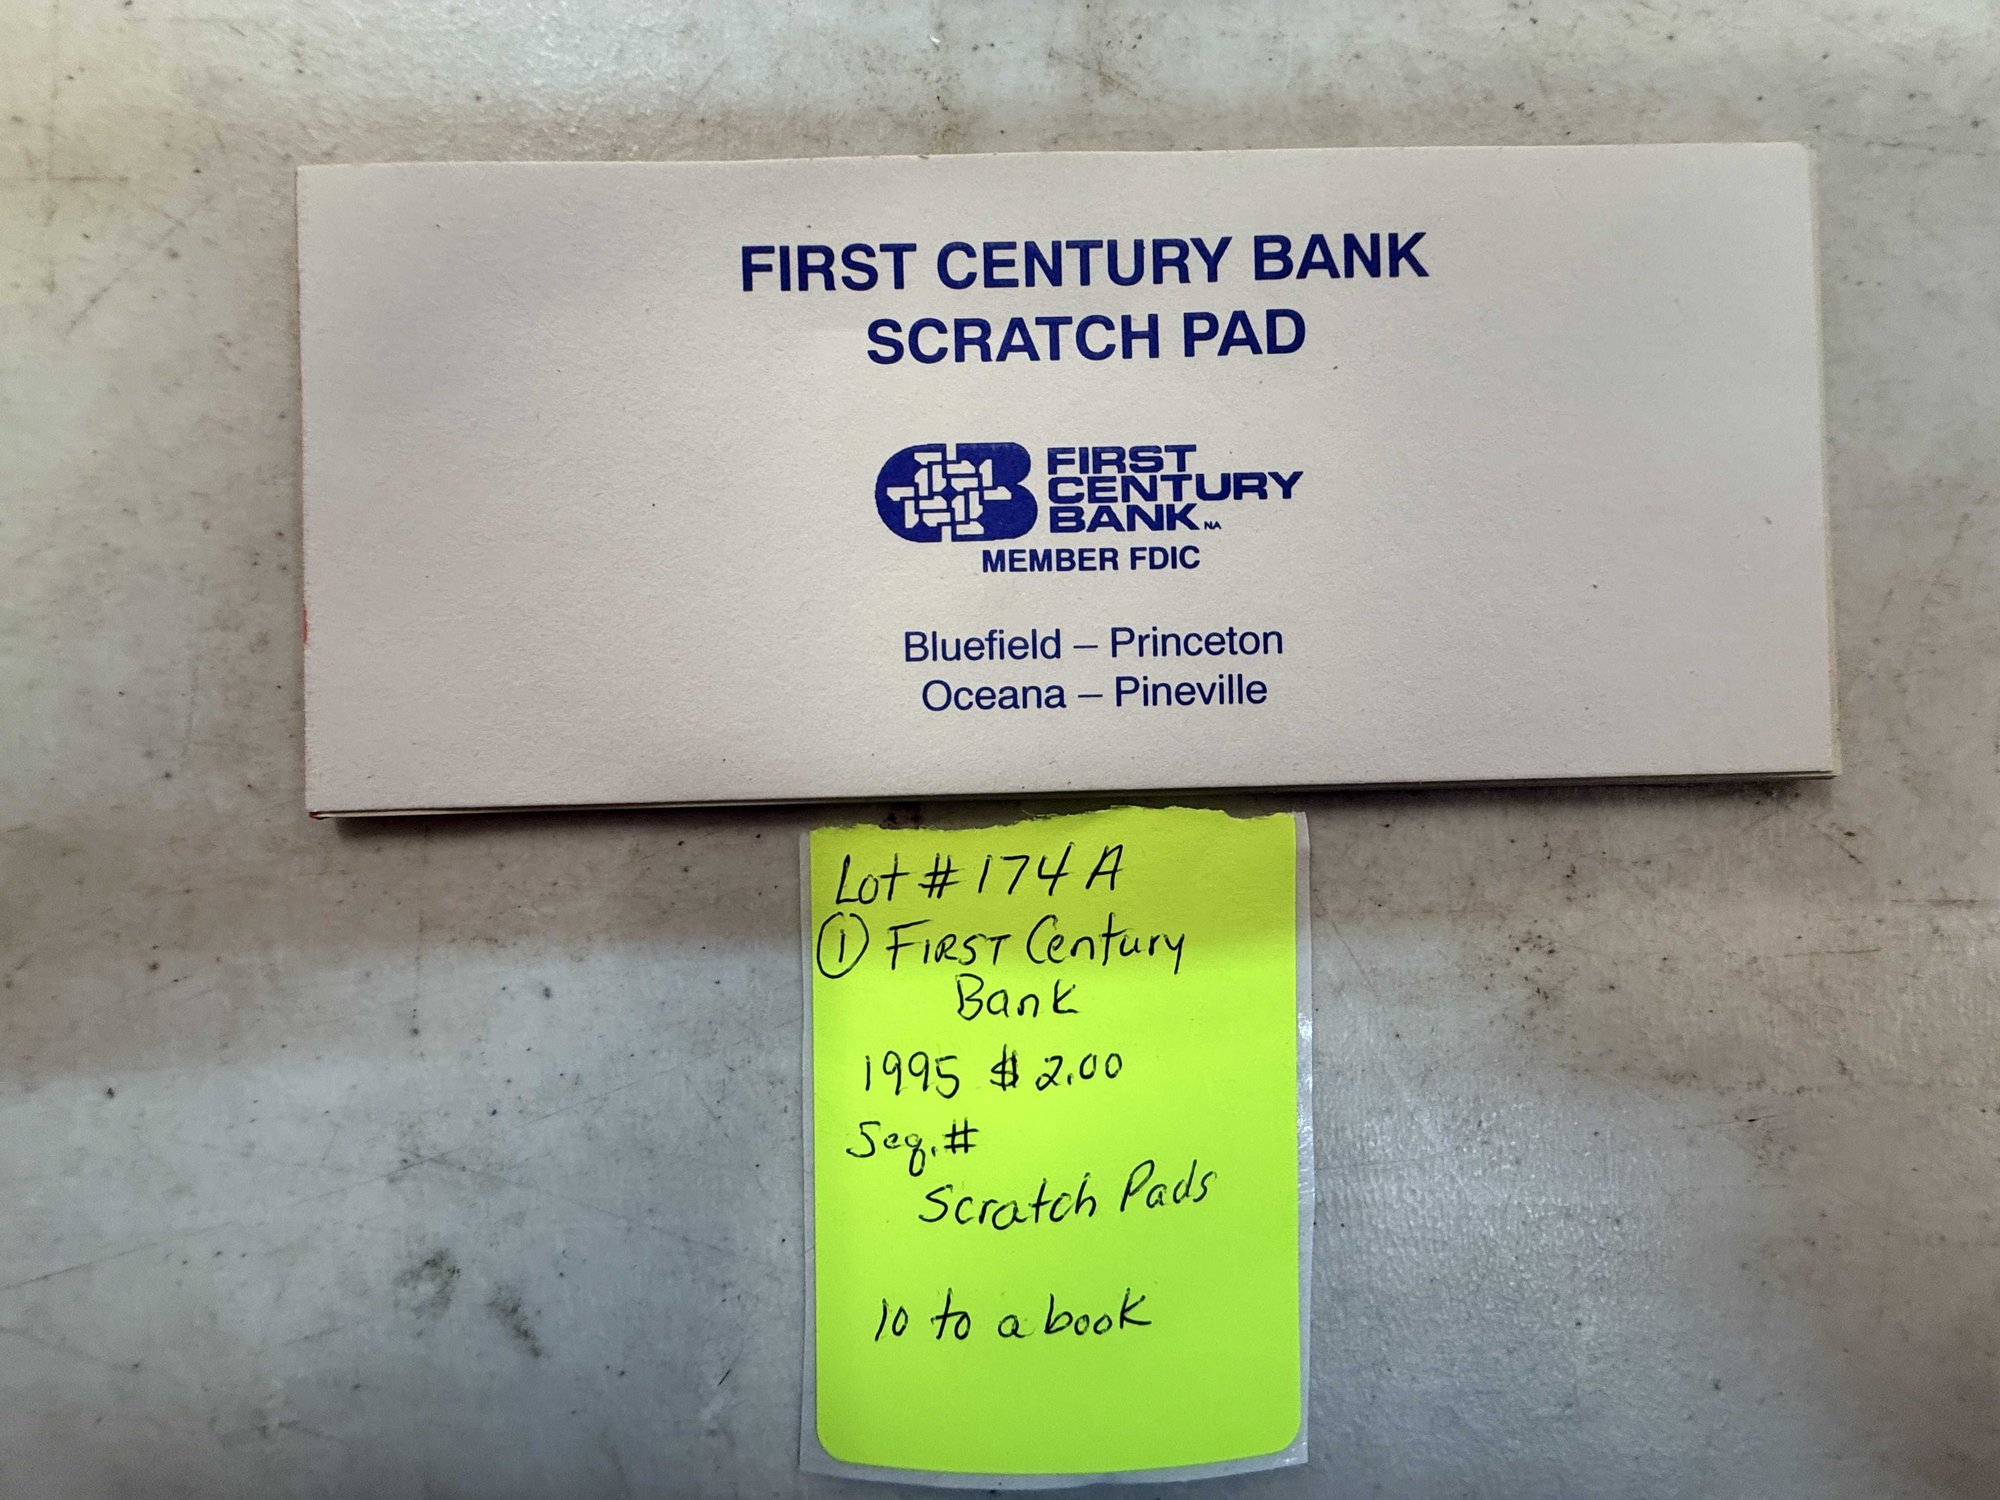 FIRST CENTURY BANK
SCRATCH PAD
FIRST
CENTURY
BANK NA
MEMBER FDIC
Bluefield – Princeton
Oceana – Pineville
Lot # 174 A
① FIRST Century
Bank
1995 $ 2.00
Seq. #
Scratch Pads
10 to a book